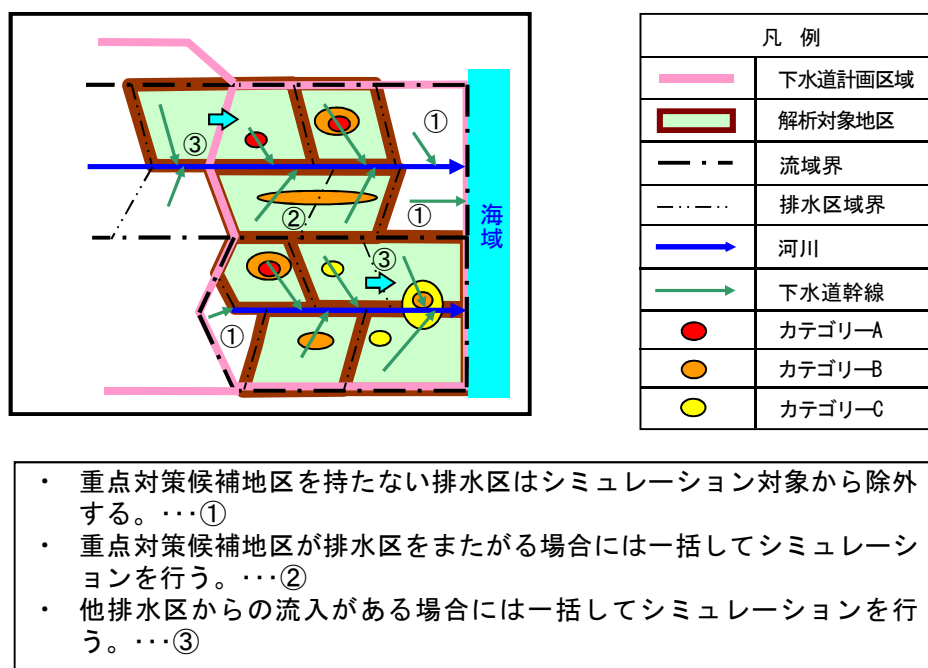 ①
③
②
①
③
①
海域
凡 例
下水道計画区域
解析対象地区
流域界
排水区域界
河川
下水道幹線
カテゴリーA
カテゴリーB
カテゴリーC
・ 重点対策候補地区を持たない排水区はシミュレーション対象から除外
する。･･･①
・ 重点対策候補地区が排水区をまたがる場合には一括してシミュレーシ
ョンを行う。･･･②
・ 他排水区からの流入がある場合には一括してシミュレーションを行
う。･･･③